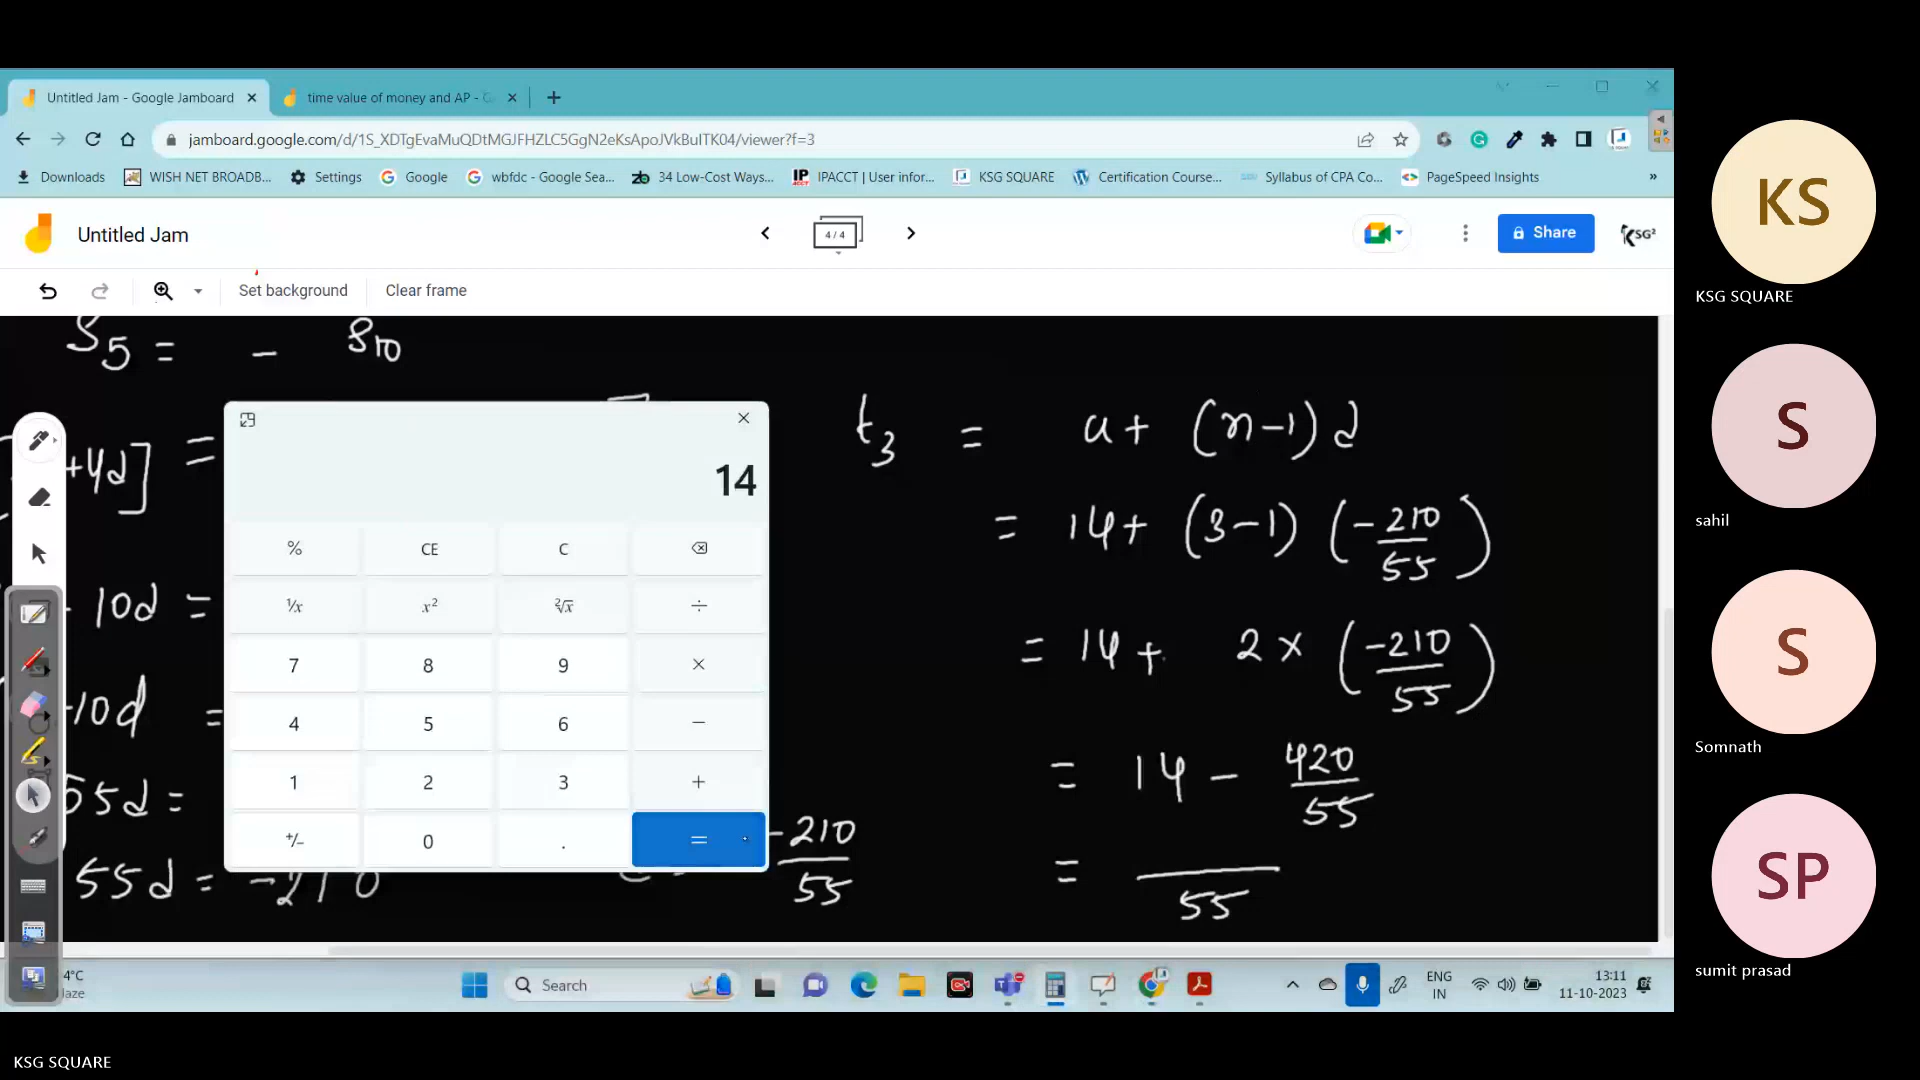 Untitled Jam - Google Jamboard
time value of money and AP - G
jamboard.google.com/d/1S_XDTgEvaMuQDtMGJFHZLC5GgN2eKsApoJVkBuITK04/viewer?f=3
Downloads WISH NET BROADB... Settings Google wbfdc - Google Sea... 34 Low-Cost Ways... IPACCT | User infor... KSG SQUARE Certification Course... Syllabus of CPA Co... PageSpeed Insights »
Untitled Jam
4 / 4
Share
KSG²
Set background Clear frame
S5 = - S10
+4d] =
- 10d =
-10d =
55d =
55d = -210
-210/55
14
% CE C
¹/x x² ²√x ÷
7 8 9 ×
4 5 6 −
1 2 3 +
+/− 0 . =
t3 = a + (n-1) d
= 14 + (3-1) (-210/55)
= 14 + 2 x (-210/55)
= 14 - 420/55
= /55
KS
KSG SQUARE
S
sahil
S
Somnath
SP
sumit prasad
4°C
Search
ENG
IN
13:11
11-10-2023
KSG SQUARE